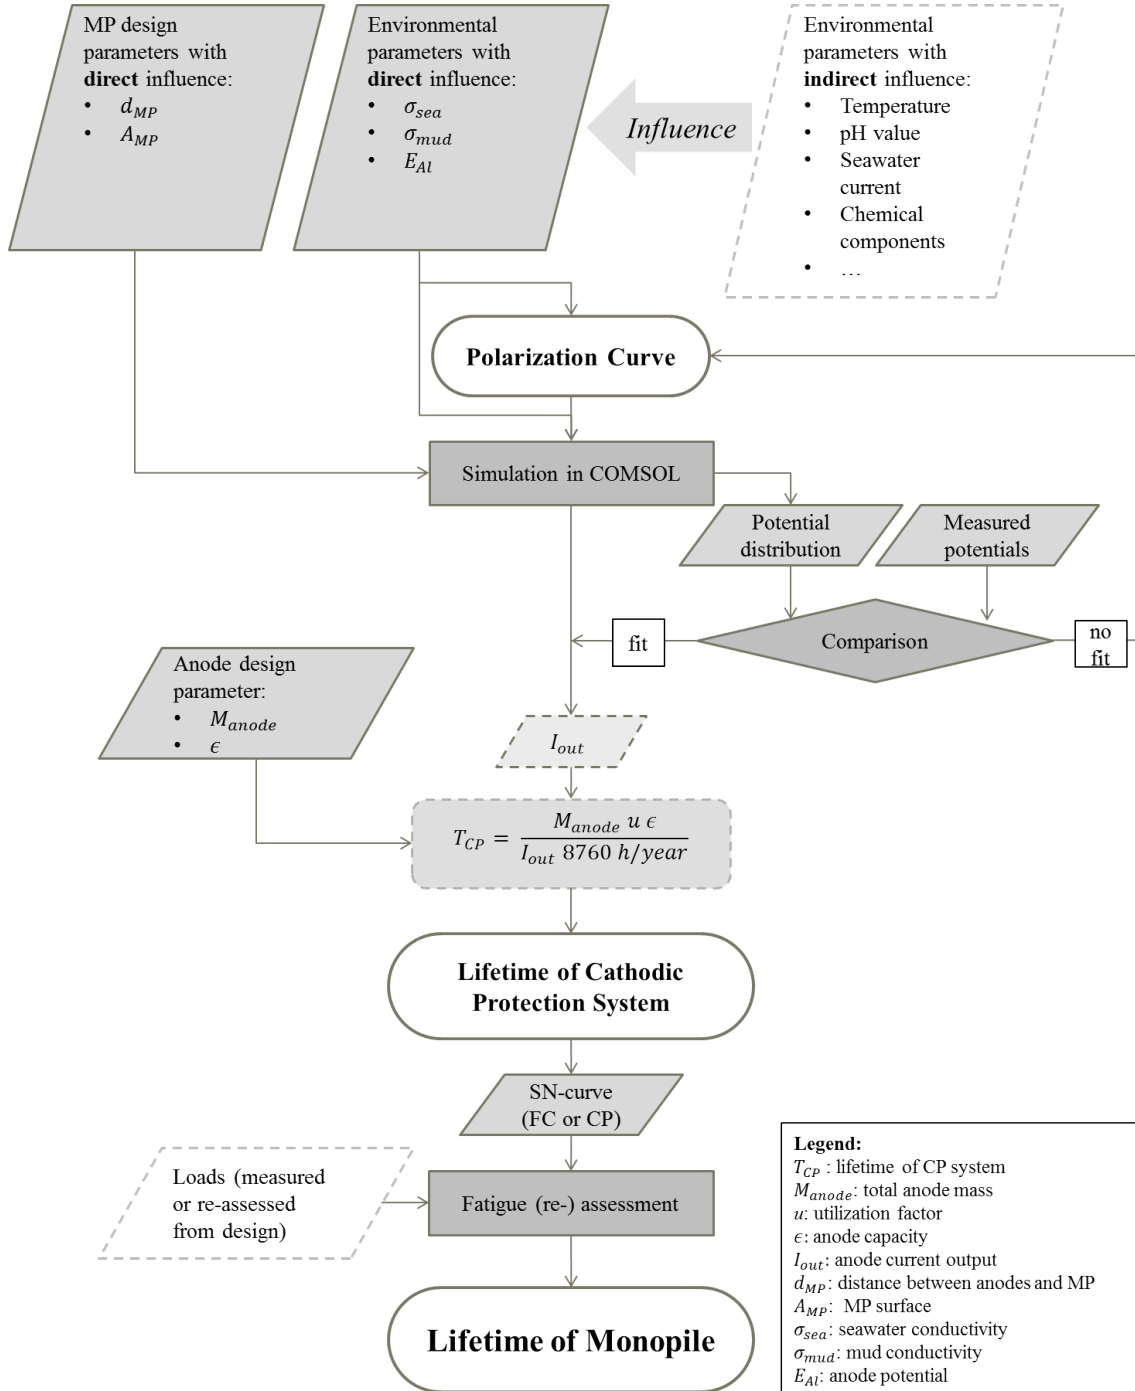 MP design
parameters with
direct influence:
• d_MP
• A_MP
Environmental
parameters with
direct influence:
• σ_sea
• σ_mud
• E_Al
Influence
Environmental
parameters with
indirect influence:
• Temperature
• pH value
• Seawater
current
• Chemical
components
• …
Polarization Curve
Simulation in COMSOL
Potential
distribution
Measured
potentials
fit
Comparison
no
fit
Anode design
parameter:
• M_anode
• ϵ
I_out
T_CP = M_anode u ϵ / I_out 8760 h/year
Lifetime of Cathodic
Protection System
SN-curve
(FC or CP)
Loads (measured
or re-assessed
from design)
Fatigue (re-) assessment
Lifetime of Monopile
Legend:
T_CP : lifetime of CP system
M_anode: total anode mass
u: utilization factor
ϵ: anode capacity
I_out: anode current output
d_MP: distance between anodes and MP
A_MP: MP surface
σ_sea: seawater conductivity
σ_mud: mud conductivity
E_Al: anode potential